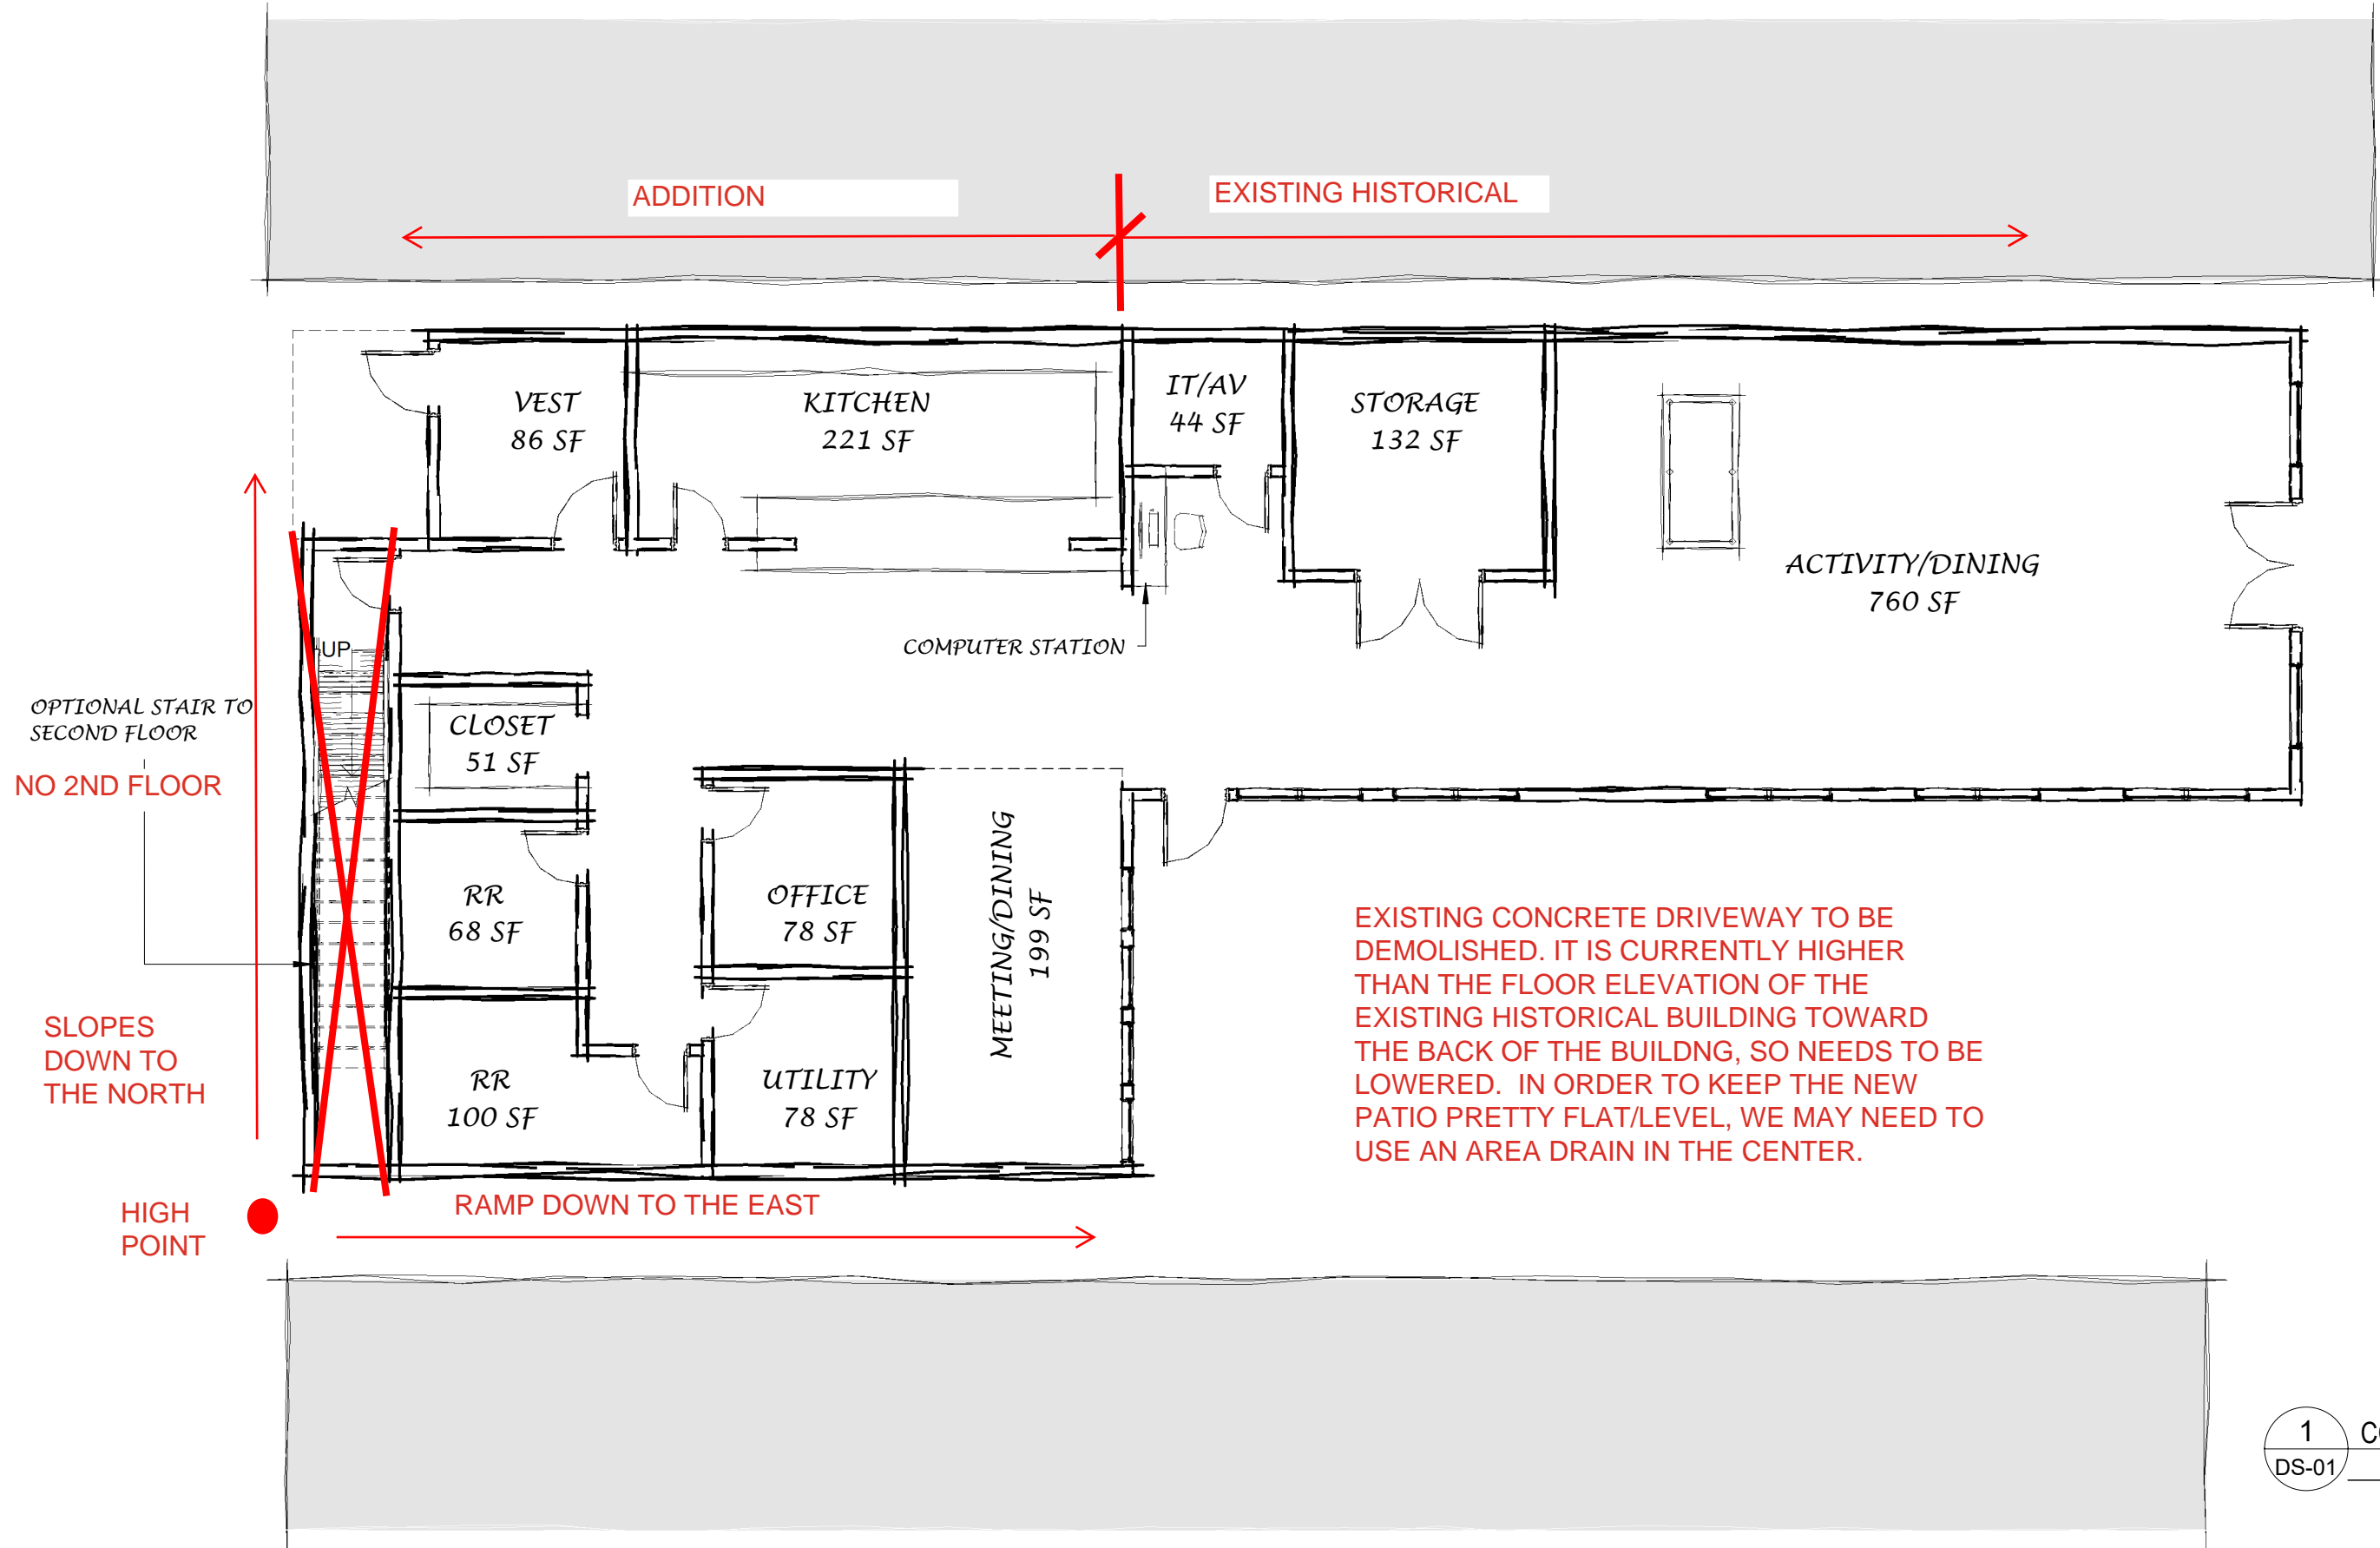 ADDITION
EXISTING HISTORICAL
VEST
86 SF
KITCHEN
221 SF
IT/AV
44 SF
STORAGE
132 SF
ACTIVITY/DINING
760 SF
COMPUTER STATION
UP
OPTIONAL STAIR TO
SECOND FLOOR
NO 2ND FLOOR
CLOSET
51 SF
RR
68 SF
OFFICE
78 SF
MEETING/DINING
199 SF
EXISTING CONCRETE DRIVEWAY TO BE
DEMOLISHED. IT IS CURRENTLY HIGHER
THAN THE FLOOR ELEVATION OF THE
EXISTING HISTORICAL BUILDING TOWARD
THE BACK OF THE BUILDNG, SO NEEDS TO BE
LOWERED. IN ORDER TO KEEP THE NEW
PATIO PRETTY FLAT/LEVEL, WE MAY NEED TO
USE AN AREA DRAIN IN THE CENTER.
SLOPES
DOWN TO
THE NORTH
RR
100 SF
UTILITY
78 SF
HIGH
POINT
RAMP DOWN TO THE EAST
1
DS-01